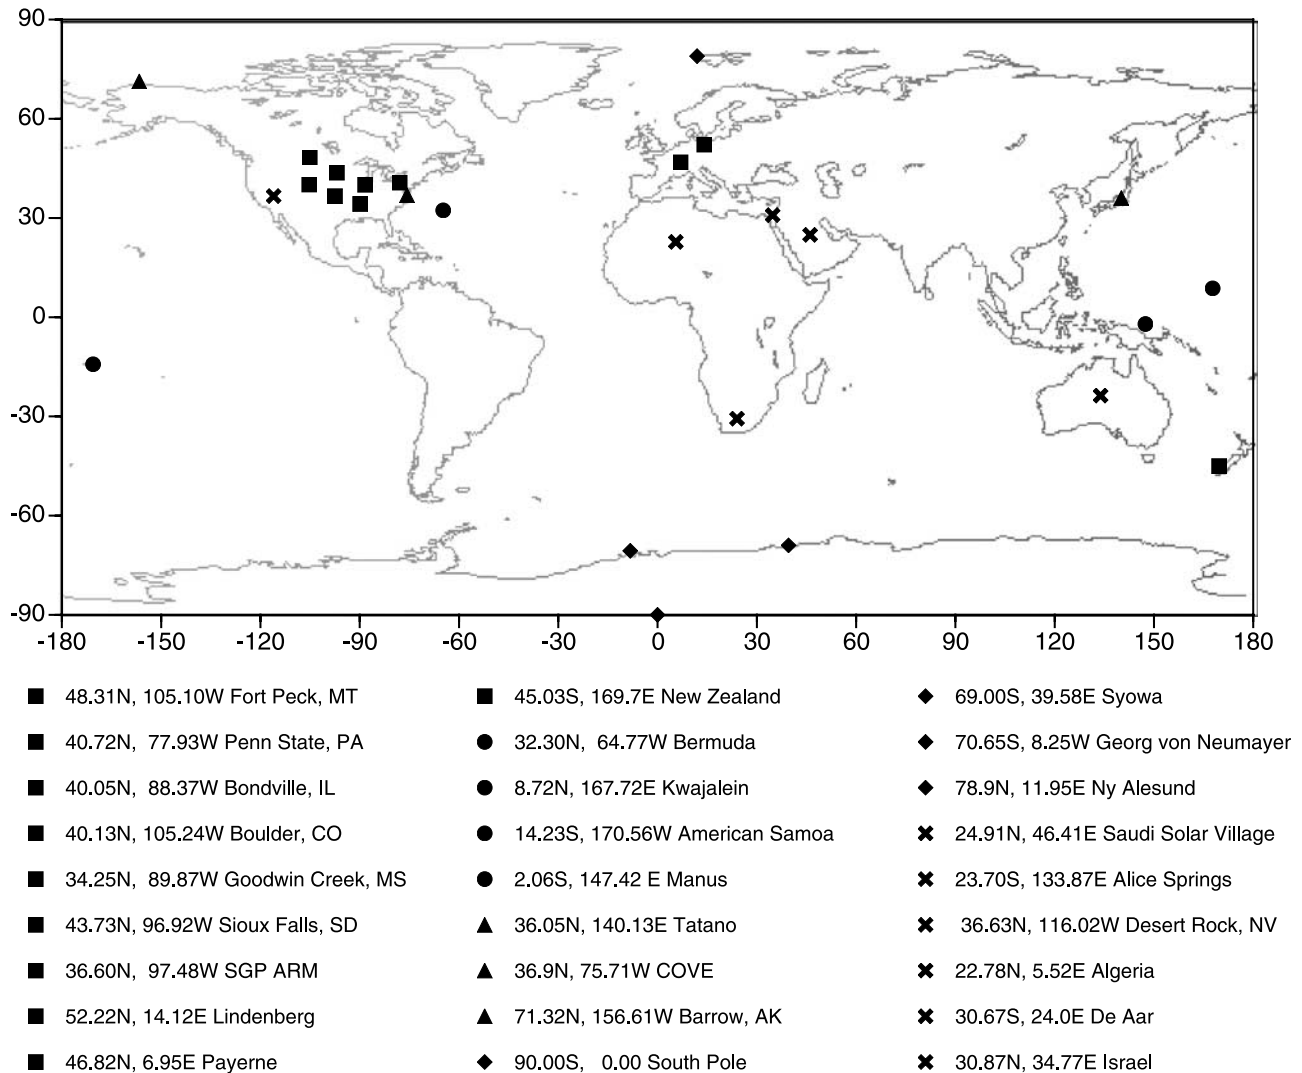 90
60
30
0
-30
-60
-90
-180 -150 -120 -90 -60 -30 0 30 60 90 120 150 180
48.31N, 105.10W Fort Peck, MT
40.72N, 77.93W Penn State, PA
40.05N, 88.37W Bondville, IL
40.13N, 105.24W Boulder, CO
34.25N, 89.87W Goodwin Creek, MS
43.73N, 96.92W Sioux Falls, SD
36.60N, 97.48W SGP ARM
52.22N, 14.12E Lindenberg
46.82N, 6.95E Payerne
45.03S, 169.7E New Zealand
32.30N, 64.77W Bermuda
8.72N, 167.72E Kwajalein
14.23S, 170.56W American Samoa
2.06S, 147.42 E Manus
36.05N, 140.13E Tatano
36.9N, 75.71W COVE
71.32N, 156.61W Barrow, AK
90.00S, 0.00 South Pole
69.00S, 39.58E Syowa
70.65S, 8.25W Georg von Neumayer
78.9N, 11.95E Ny Alesund
24.91N, 46.41E Saudi Solar Village
23.70S, 133.87E Alice Springs
36.63N, 116.02W Desert Rock, NV
22.78N, 5.52E Algeria
30.67S, 24.0E De Aar
30.87N, 34.77E Israel